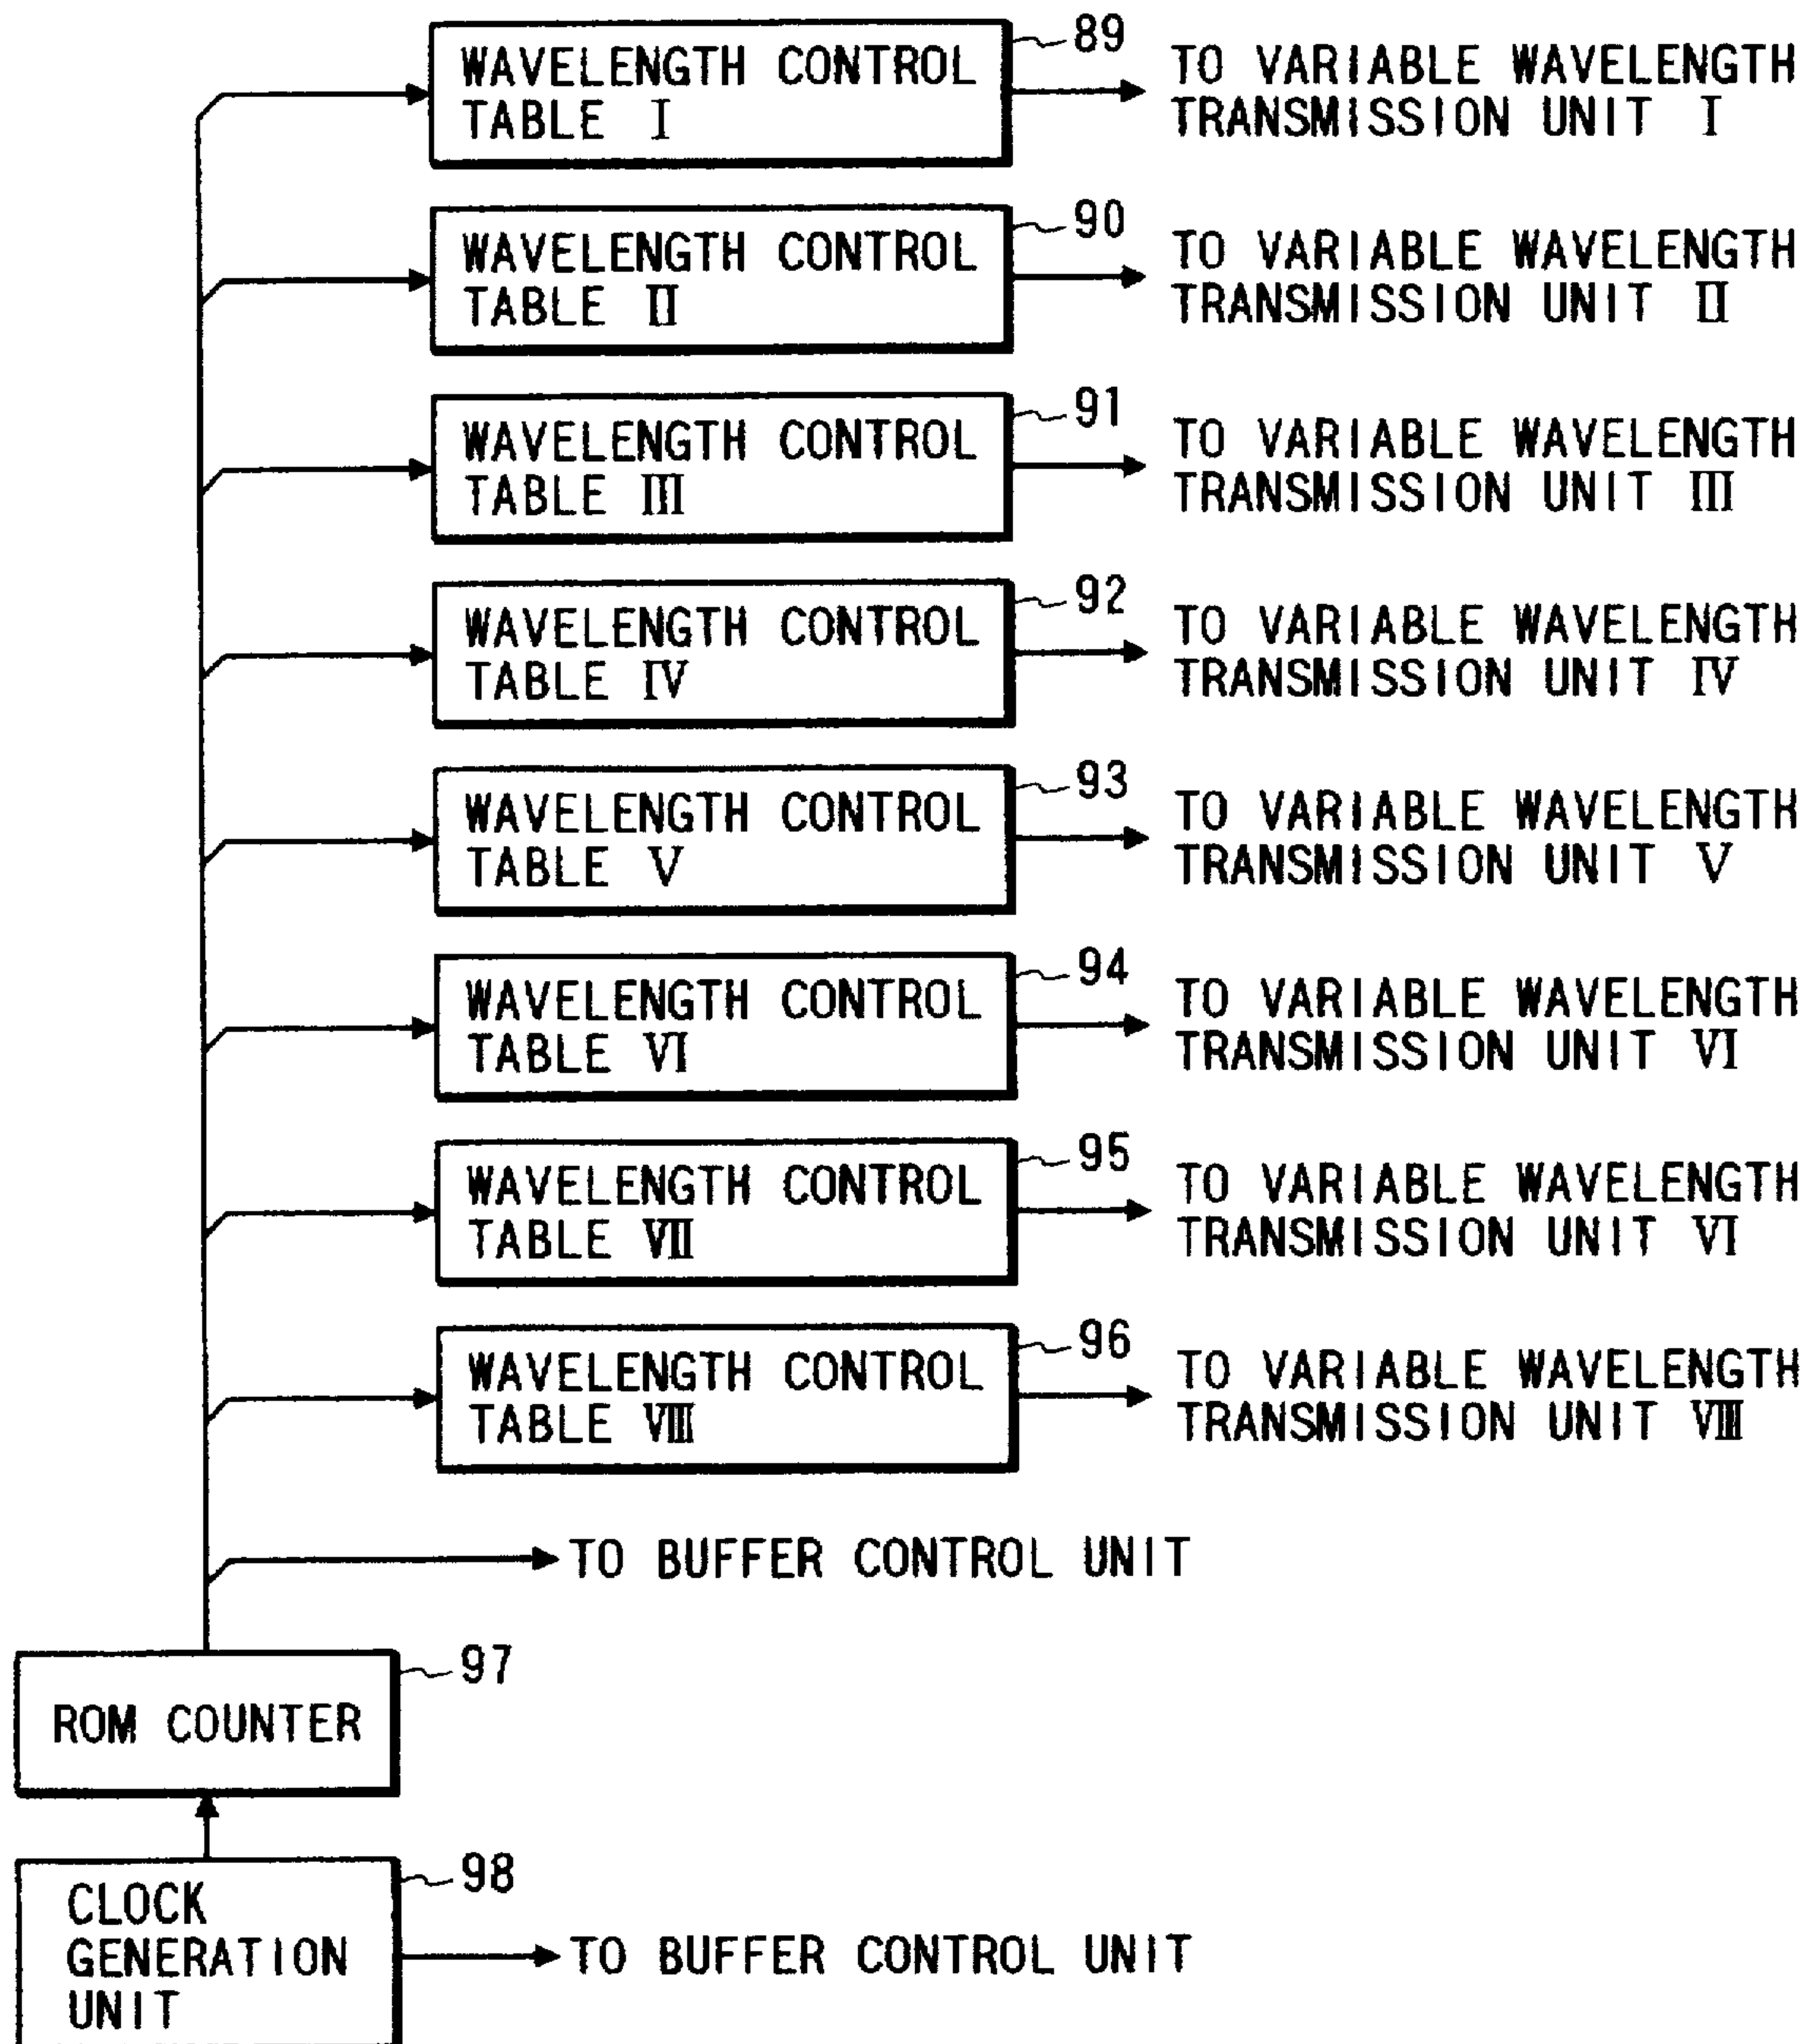 WAVELENGTH CONTROL
TABLE I
89
TO VARIABLE WAVELENGTH
TRANSMISSION UNIT I
WAVELENGTH CONTROL
TABLE II
90
TO VARIABLE WAVELENGTH
TRANSMISSION UNIT II
WAVELENGTH CONTROL
TABLE III
91
TO VARIABLE WAVELENGTH
TRANSMISSION UNIT III
WAVELENGTH CONTROL
TABLE IV
92
TO VARIABLE WAVELENGTH
TRANSMISSION UNIT IV
WAVELENGTH CONTROL
TABLE V
93
TO VARIABLE WAVELENGTH
TRANSMISSION UNIT V
WAVELENGTH CONTROL
TABLE VI
94
TO VARIABLE WAVELENGTH
TRANSMISSION UNIT VI
WAVELENGTH CONTROL
TABLE VII
95
TO VARIABLE WAVELENGTH
TRANSMISSION UNIT VI
WAVELENGTH CONTROL
TABLE VIII
96
TO VARIABLE WAVELENGTH
TRANSMISSION UNIT VIII
TO BUFFER CONTROL UNIT
97
ROM COUNTER
98
CLOCK
GENERATION
UNIT
TO BUFFER CONTROL UNIT